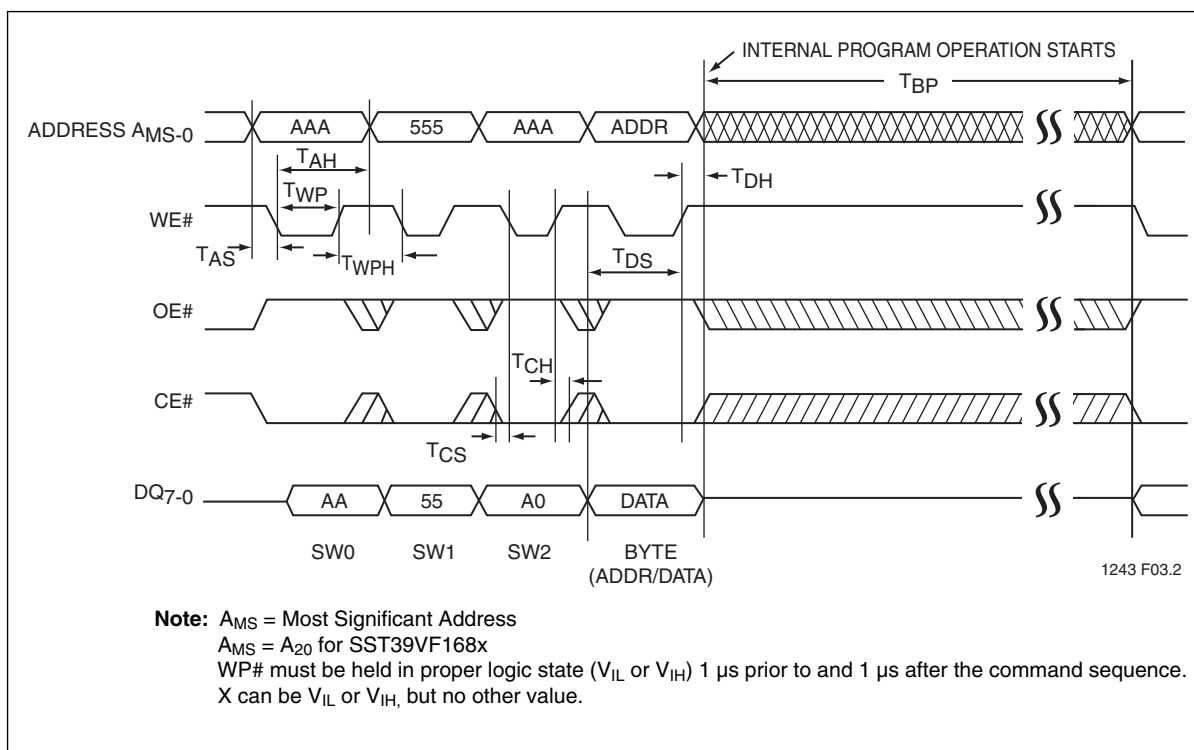 INTERNAL PROGRAM OPERATION STARTS
TBP
ADDRESS AMS-0
AAA
555
AAA
ADDR
TAH
TDH
TWP
WE#
TAS
TWPH
TDS
OE#
TCH
CE#
TCS
DQ7-0
AA
55
A0
DATA
SW0
SW1
SW2
BYTE
(ADDR/DATA)
1243 F03.2
Note: AMS = Most Significant Address
AMS = A20 for SST39VF168x
WP# must be held in proper logic state (VIL or VIH) 1 µs prior to and 1 µs after the command sequence.
X can be VIL or VIH, but no other value.